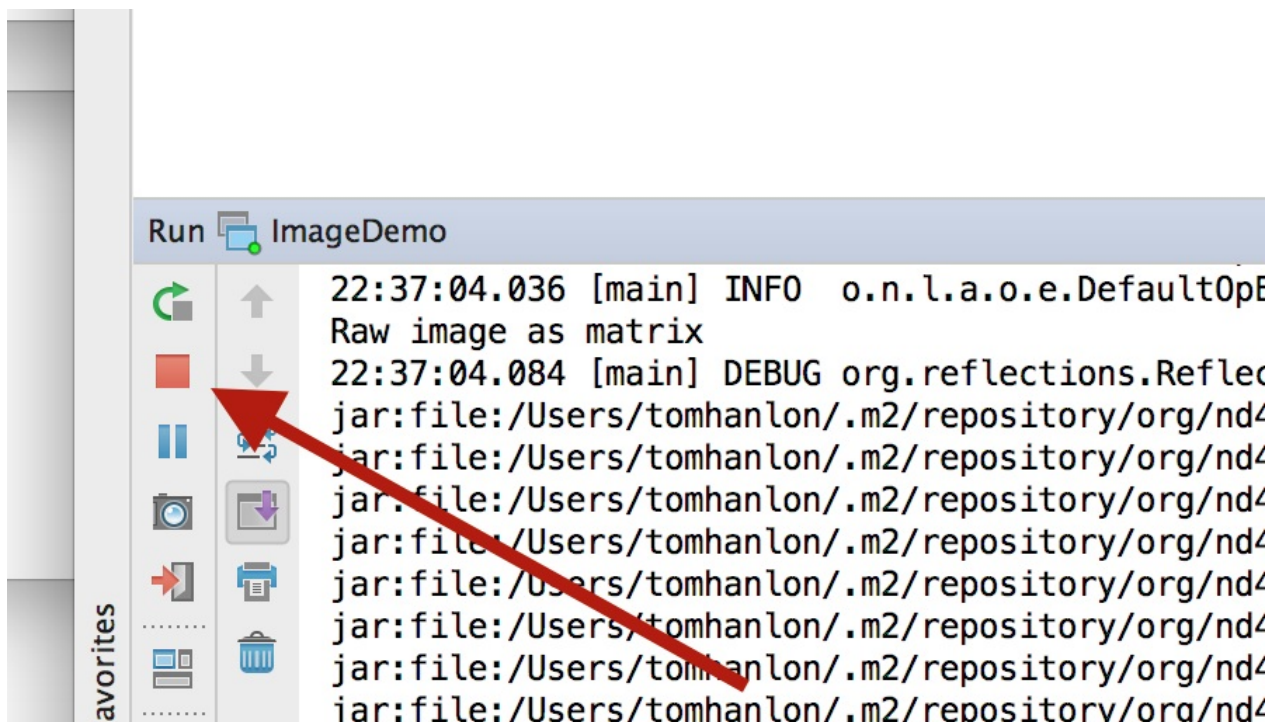 Run ImageDemo
22:37:04.036 [main] INFO o.n.l.a.o.e.DefaultOpE
Raw image as matrix
22:37:04.084 [main] DEBUG org.reflections.Reflec
jar:file:/Users/tomhanlon/.m2/repository/org/nd4
jar:file:/Users/tomhanlon/.m2/repository/org/nd4
jar:file:/Users/tomhanlon/.m2/repository/org/nd4
jar:file:/Users/tomhanlon/.m2/repository/org/nd4
jar:file:/Users/tomhanlon/.m2/repository/org/nd4
jar:file:/Users/tomhanlon/.m2/repository/org/nd4
jar:file:/Users/tomhanlon/.m2/repository/org/nd4
jar:file:/Users/tomhanlon/.m2/repository/org/nd4
avorites